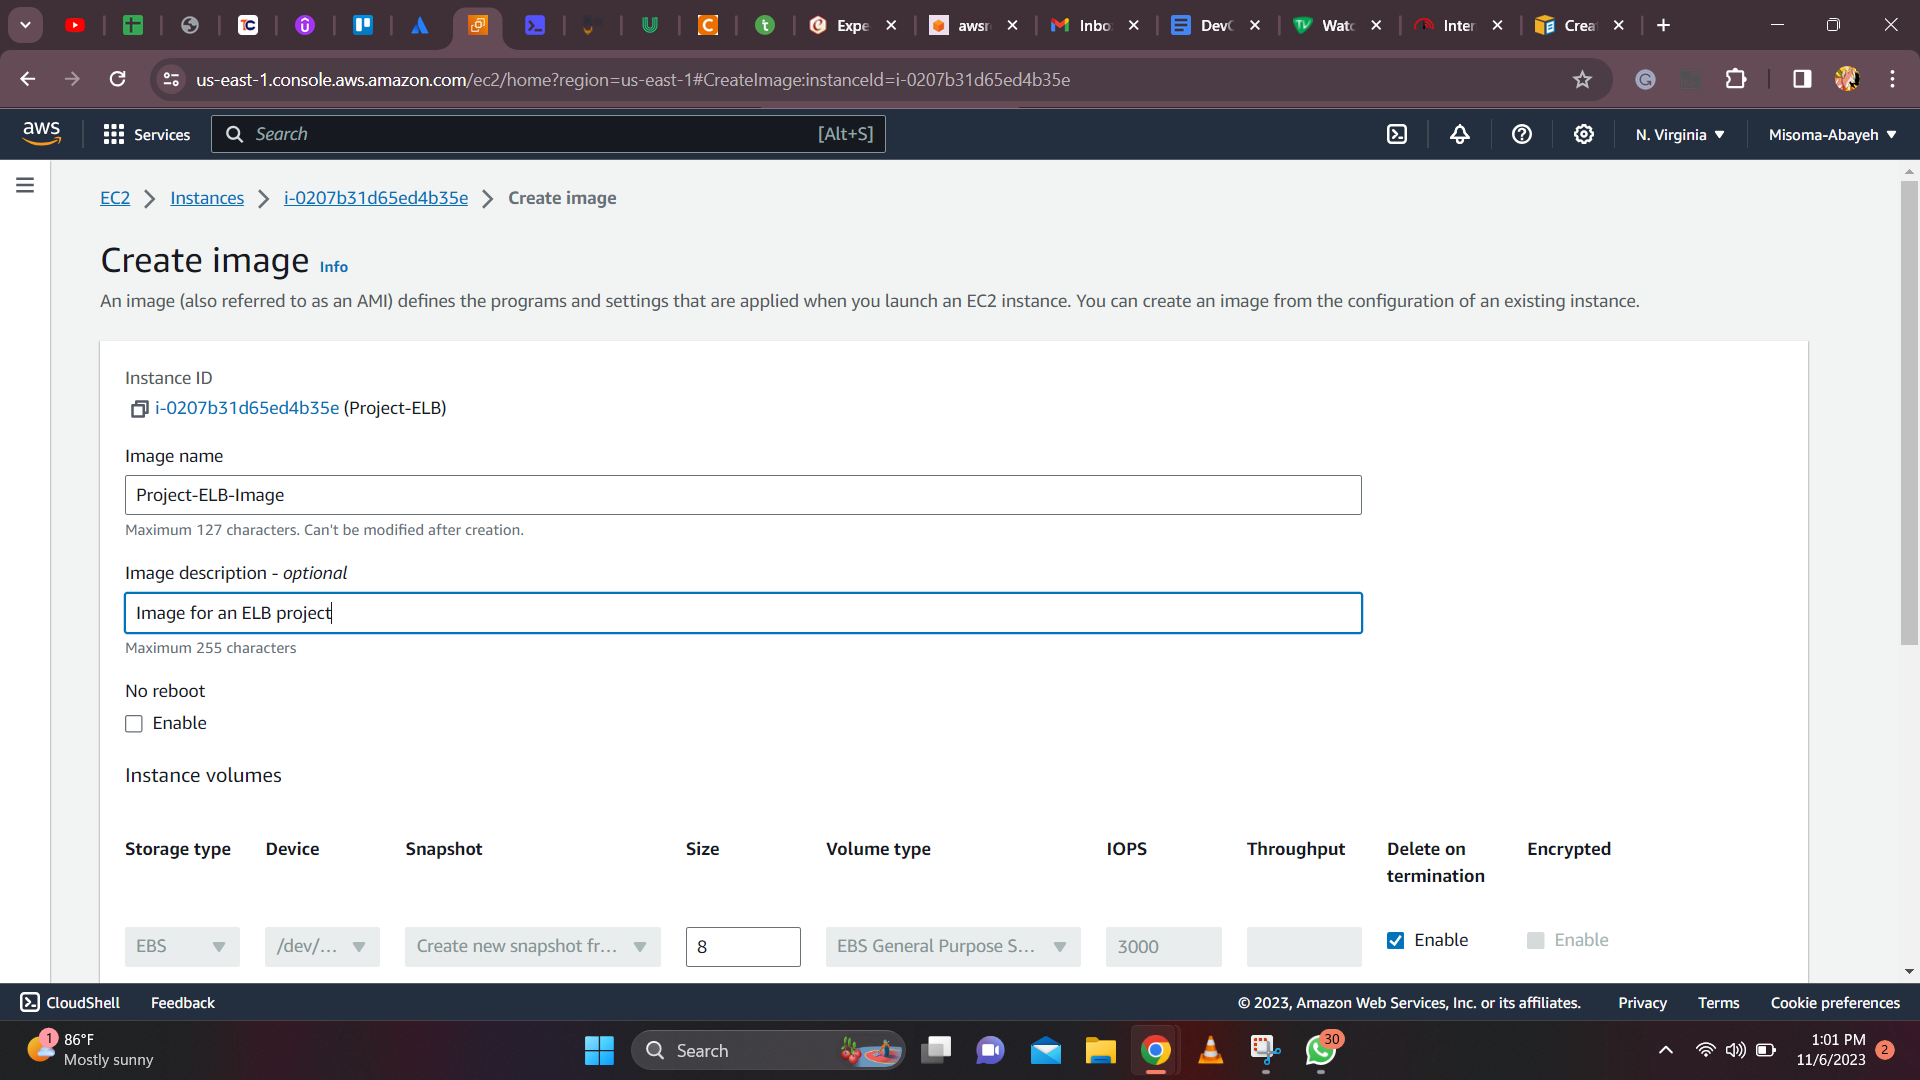 Expe
awsn
Inbo
DevC
Watc
Inter
Crea
us-east-1.console.aws.amazon.com/ec2/home?region=us-east-1#CreateImage:instanceId=i-0207b31d65ed4b35e
aws
Services
Search
[Alt+S]
N. Virginia
Misoma-Abayeh
EC2
Instances
i-0207b31d65ed4b35e
Create image
Create image Info
An image (also referred to as an AMI) defines the programs and settings that are applied when you launch an EC2 instance. You can create an image from the configuration of an existing instance.
Instance ID
i-0207b31d65ed4b35e (Project-ELB)
Image name
Project-ELB-Image
Maximum 127 characters. Can't be modified after creation.
Image description - optional
Image for an ELB project
Maximum 255 characters
No reboot
Enable
Instance volumes
Storage type Device Snapshot Size Volume type IOPS Throughput Delete on termination Encrypted
EBS /dev/... Create new snapshot fr... 8 EBS General Purpose S... 3000 Enable Enable
CloudShell Feedback © 2023, Amazon Web Services, Inc. or its affiliates. Privacy Terms Cookie preferences
1
86°F
Mostly sunny
Search
30
1:01 PM
11/6/2023
2